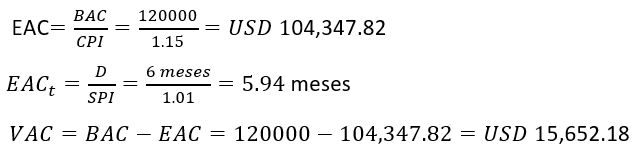 EAC= BAC/CPI = 120000/1.15 = USD 104,347.82
EACt = D/SPI = 6 meses/1.01 = 5.94 meses
VAC = BAC − EAC = 120000 − 104,347.82 = USD 15,652.18